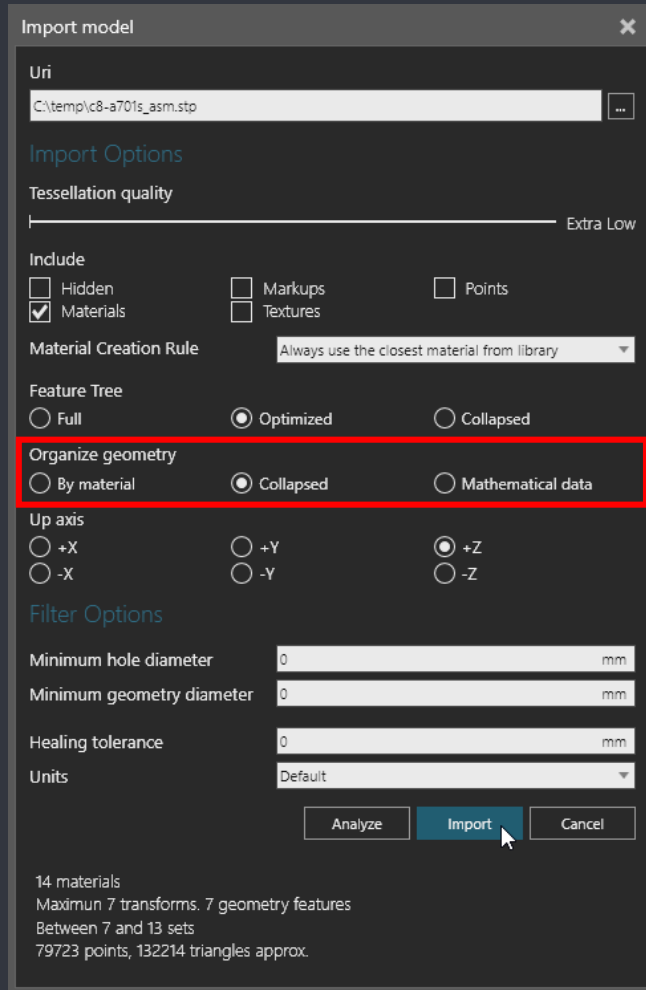 Import model
Uri
C:\temp\c8-a701s_asm.stp
...
Import Options
Tessellation quality
Extra Low
Include
Hidden Markups Points
Materials Textures
Material Creation Rule Always use the closest material from library
Feature Tree
Full Optimized Collapsed
Organize geometry
By material Collapsed Mathematical data
Up axis
+X +Y +Z
-X -Y -Z
Filter Options
Minimum hole diameter 0 mm
Minimum geometry diameter 0 mm
Healing tolerance 0 mm
Units Default
Analyze Import Cancel
14 materials
Maximun 7 transforms. 7 geometry features
Between 7 and 13 sets
79723 points, 132214 triangles approx.